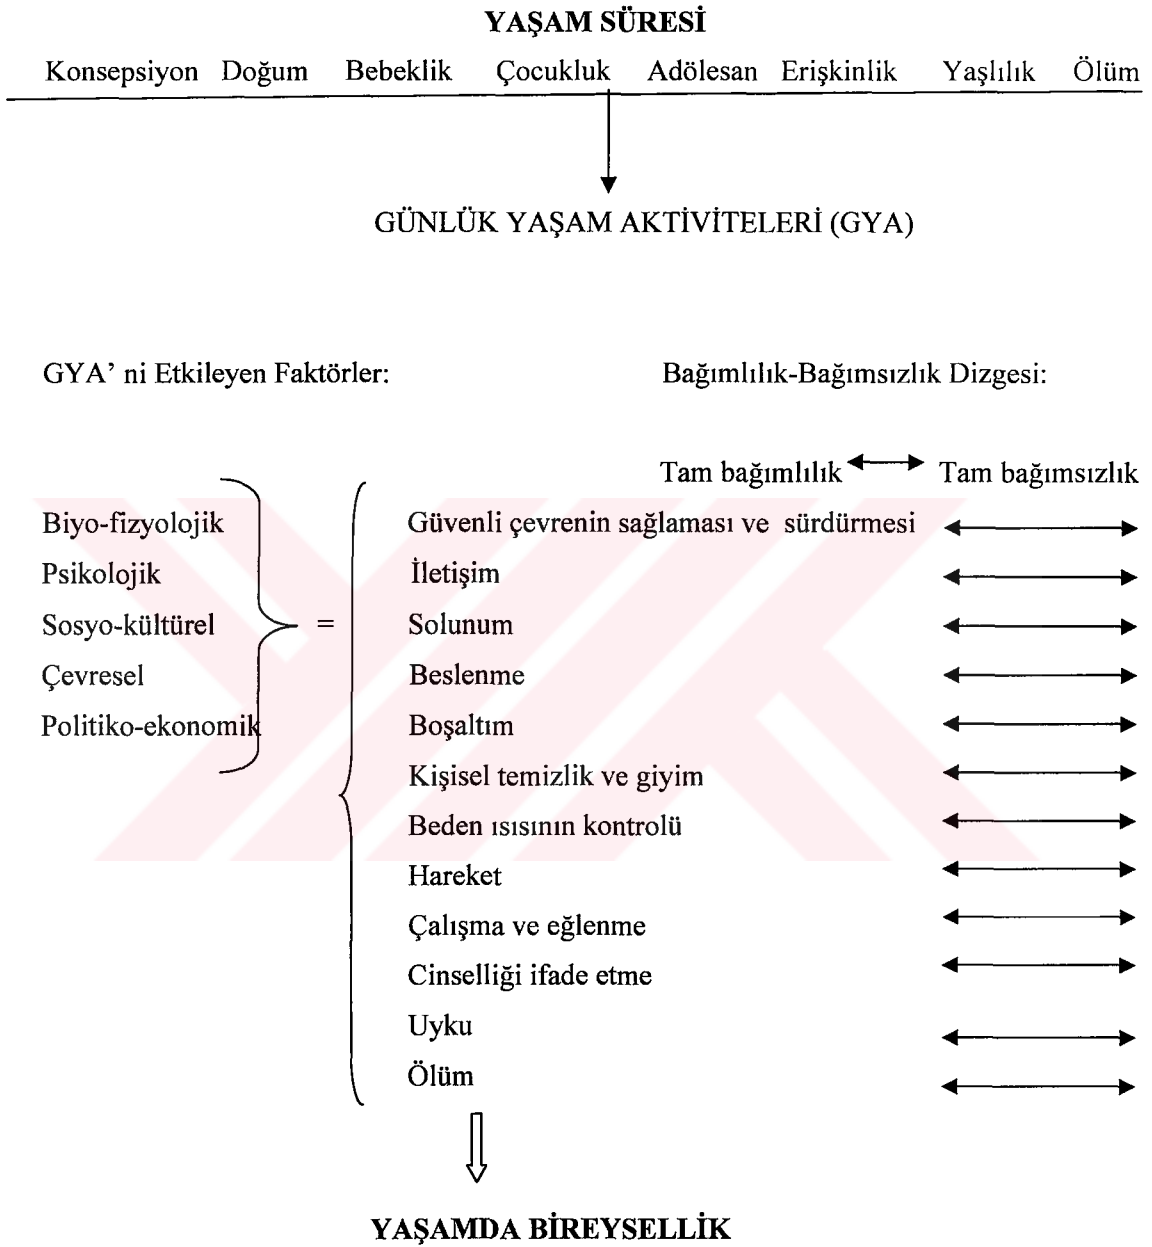 YAŞAM SÜRESİ
Konsepsiyon Doğum Bebeklik Çocukluk Adölesan Erişkinlik Yaşlılık Ölüm
GÜNLÜK YAŞAM AKTİVİTELERİ (GYA)
GYA' ni Etkileyen Faktörler:
Bağımlılık-Bağımsızlık Dizgesi:
Tam bağımlılık Tam bağımsızlık
Biyo-fizyolojik
Psikolojik
Sosyo-kültürel
Çevresel
Politiko-ekonomik
=
Güvenli çevrenin sağlaması ve sürdürmesi
İletişim
Solunum
Beslenme
Boşaltım
Kişisel temizlik ve giyim
Beden ısısının kontrolü
Hareket
Çalışma ve eğlenme
Cinselliği ifade etme
Uyku
Ölüm
YAŞAMDA BİREYSELLİK